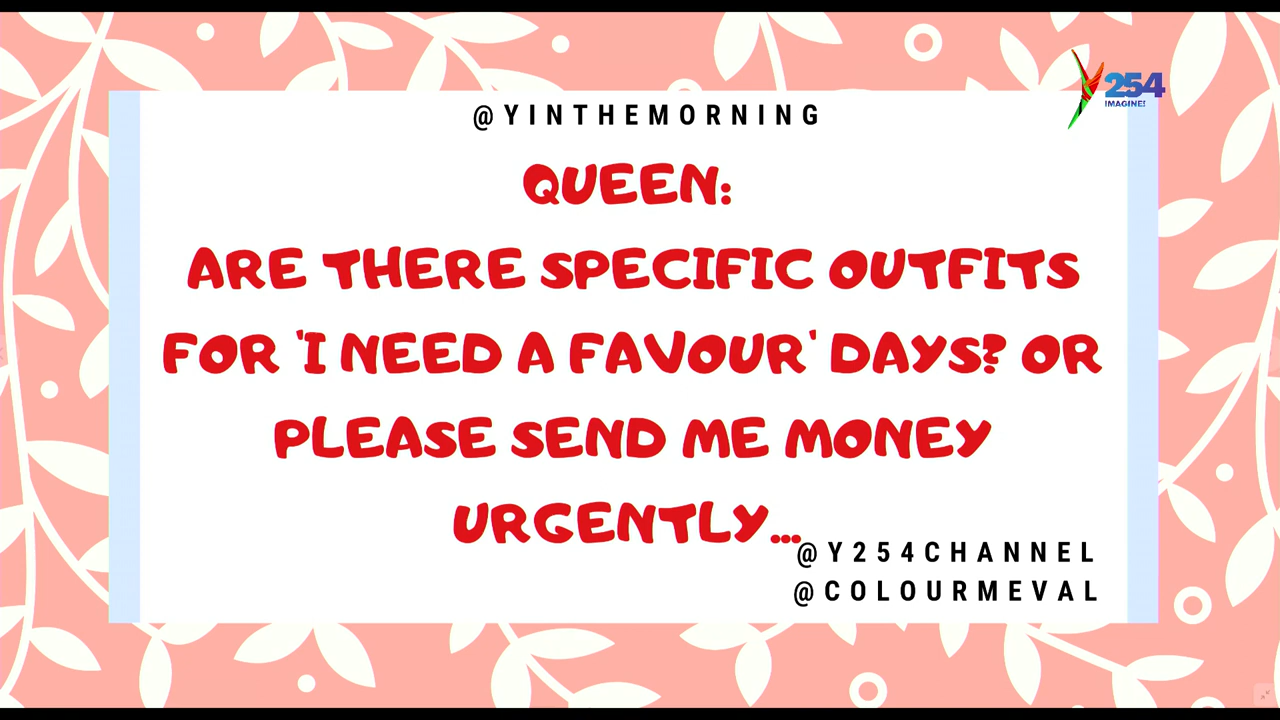 254
IMAGINE!
@YINTHEMORNING
QUEEN:
ARE THERE SPECIFIC OUTFITS
FOR 'I NEED A FAVOUR' DAYS? OR
PLEASE SEND ME MONEY
URGENTLY...
@Y254CHANNEL
@COLOURMEVAL